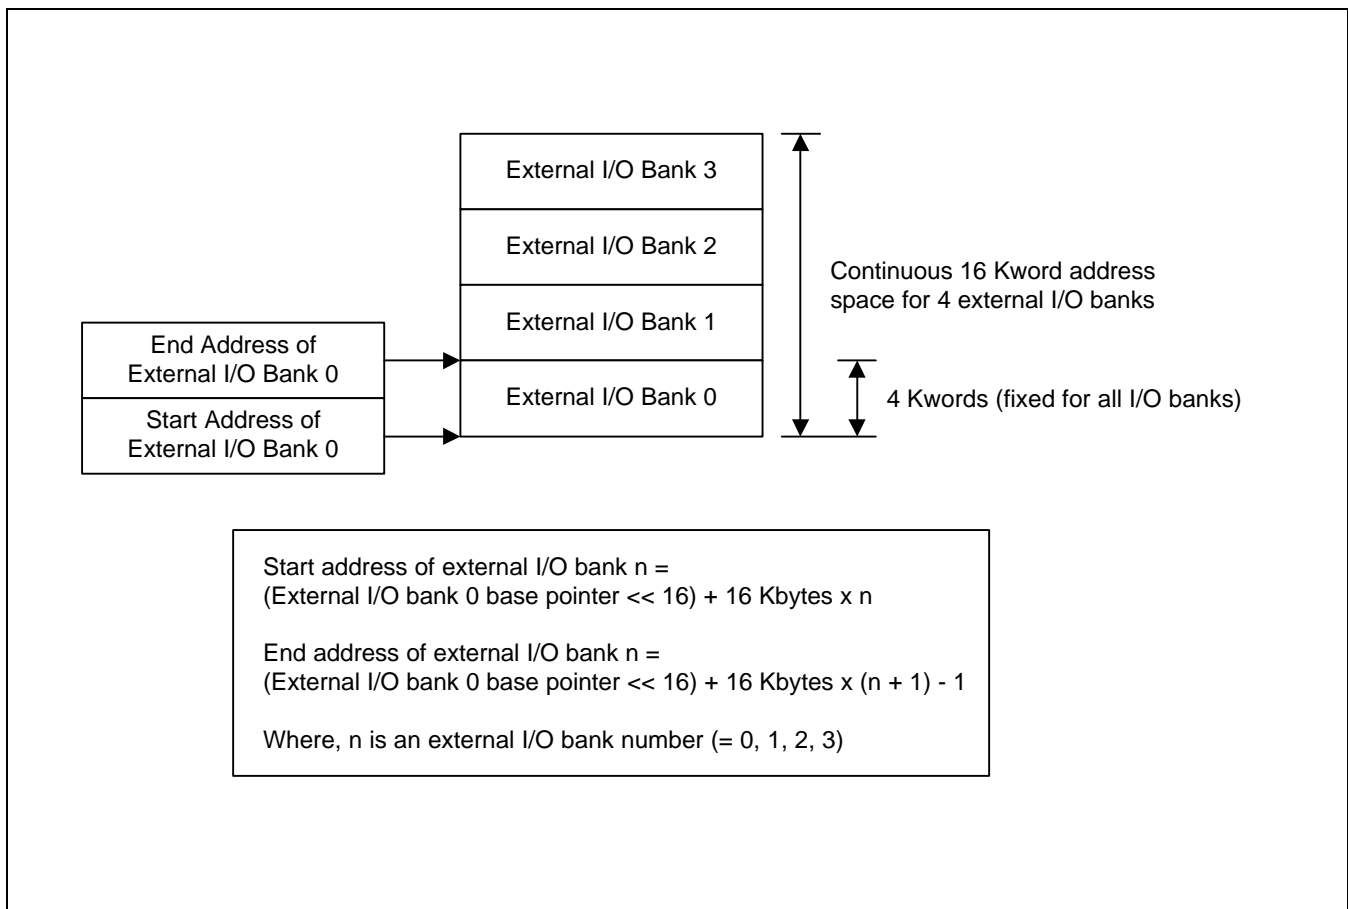 External I/O Bank 3
External I/O Bank 2
External I/O Bank 1
External I/O Bank 0
End Address of
External I/O Bank 0
Start Address of
External I/O Bank 0
Continuous 16 Kword address
space for 4 external I/O banks
4 Kwords (fixed for all I/O banks)
Start address of external I/O bank n =
(External I/O bank 0 base pointer << 16) + 16 Kbytes x n
End address of external I/O bank n =
(External I/O bank 0 base pointer << 16) + 16 Kbytes x (n + 1) - 1
Where, n is an external I/O bank number (= 0, 1, 2, 3)